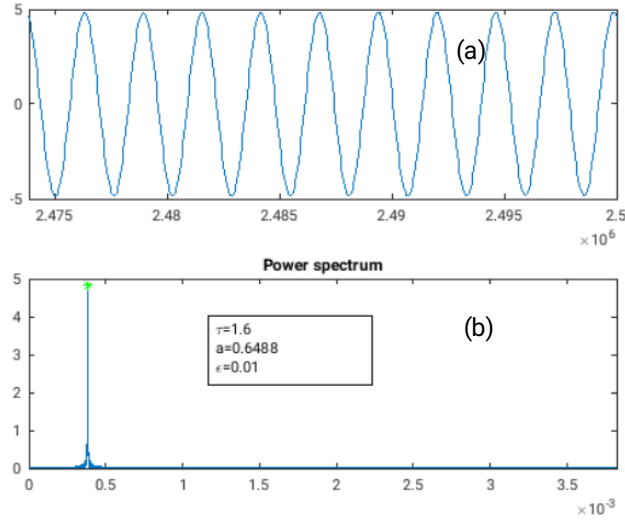 5
(a)
0
-5
2.475 2.48 2.485 2.49 2.495 2.5
×10⁶
Power spectrum
5
(b)
4
τ=1.6
a=0.6488
ϵ=0.01
3
2
1
0
0 0.5 1 1.5 2 2.5 3 3.5
×10⁻³